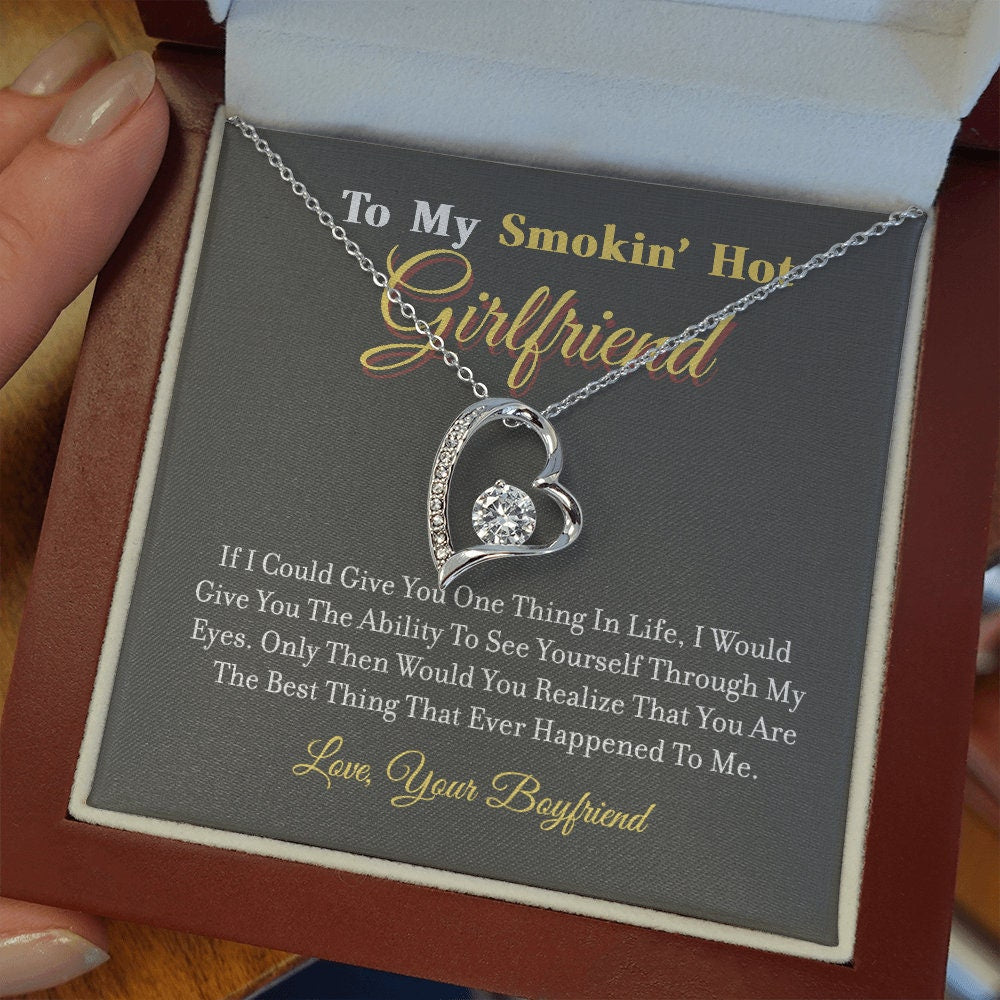 To My Smokin' Hot
Girlfriend
If I Could Give You One Thing In Life, I Would
Give You The Ability To See Yourself Through My
Eyes. Only Then Would You Realize That You Are
The Best Thing That Ever Happened To Me.
Love, Your Boyfriend